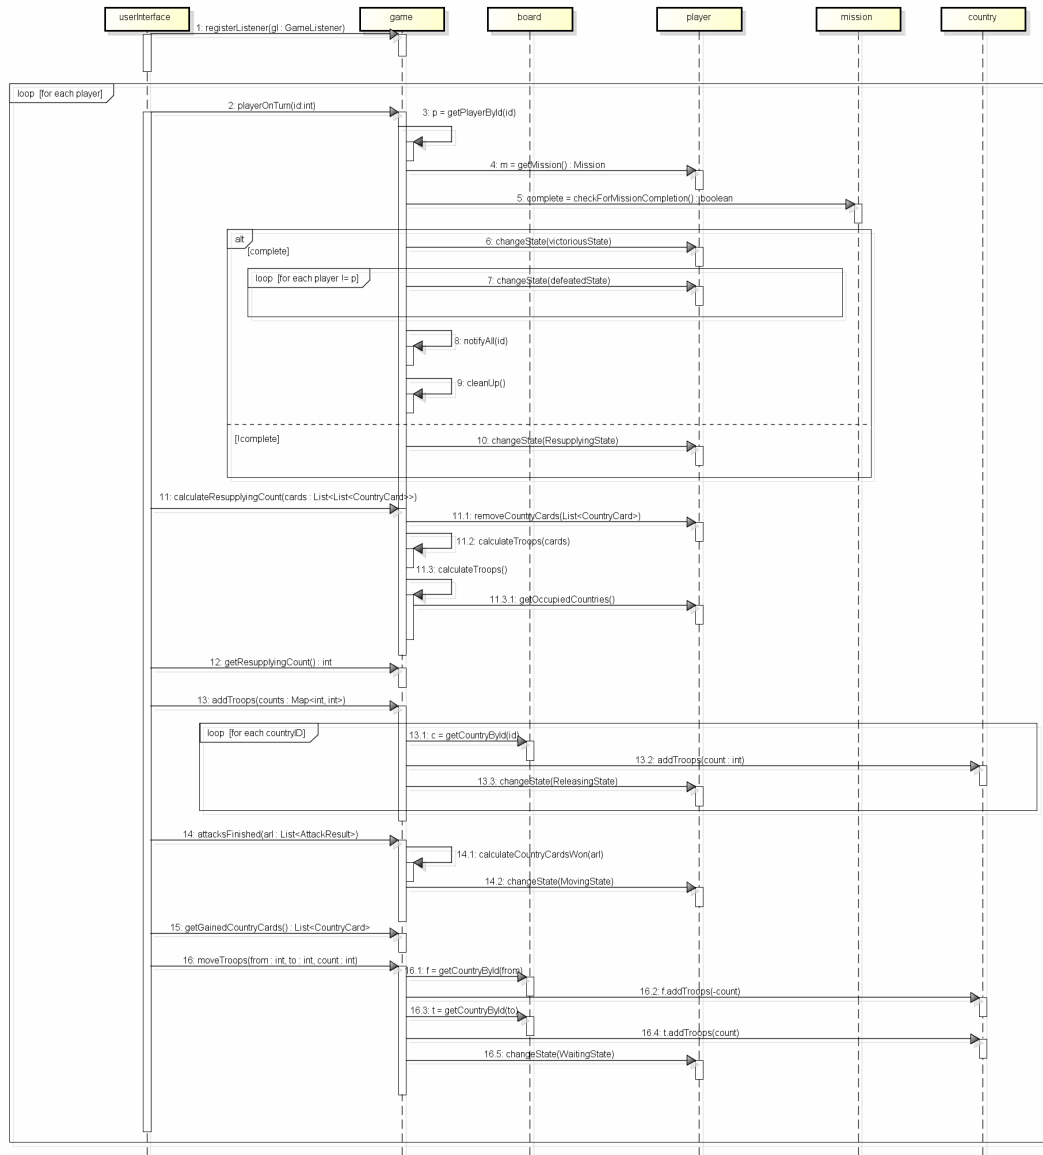 userInterface
game
board
player
mission
country
1: registerListener(gl : GameListener)
loop [for each player]
2: playerOnTurn(id:int)
3: p = getPlayerById(id)
4: m = getMission() : Mission
5: complete = checkForMissionCompletion() : boolean
alt
[complete]
6: changeState(victoriousState)
loop [for each player != p]
7: changeState(defeatedState)
8: notifyAll(id)
9: cleanUp()
[!complete]
10: changeState(ResupplyingState)
11: calculateResupplyingCount(cards : List<List<CountryCard>>)
11.1: removeCountryCards(List<CountryCard>)
11.2: calculateTroops(cards)
11.3: calculateTroops()
11.3.1: getOccupiedCountries()
12: getResupplyingCount() : int
13: addTroops(counts : Map<int, int>)
loop [for each countryID]
13.1: c = getCountryById(id)
13.2: addTroops(count : int)
13.3: changeState(ReleasingState)
14: attacksFinished(arl : List<AttackResult>)
14.1: calculateCountryCardsWon(arl)
14.2: changeState(MovingState)
15: getGainedCountryCards() : List<CountryCard>
16: moveTroops(from : int, to : int, count : int)
16.1: f = getCountryById(from)
16.2: f.addTroops(-count)
16.3: t = getCountryById(to)
16.4: t.addTroops(count)
16.5: changeState(WaitingState)